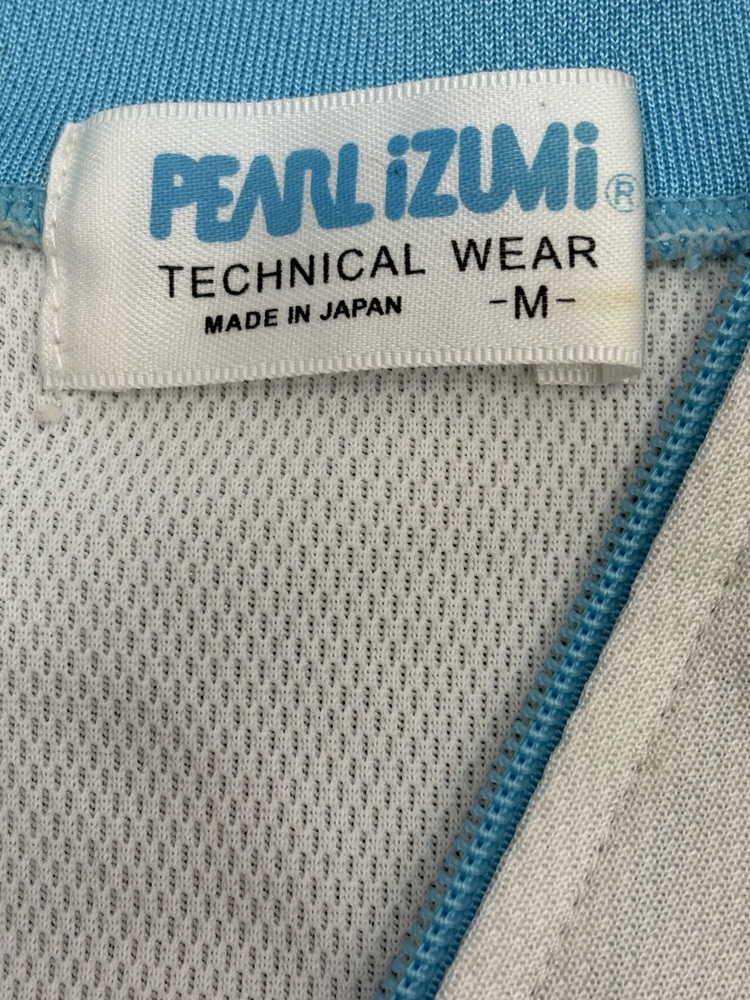 PEARL iZUMi ®
TECHNICAL WEAR
MADE IN JAPAN -M-